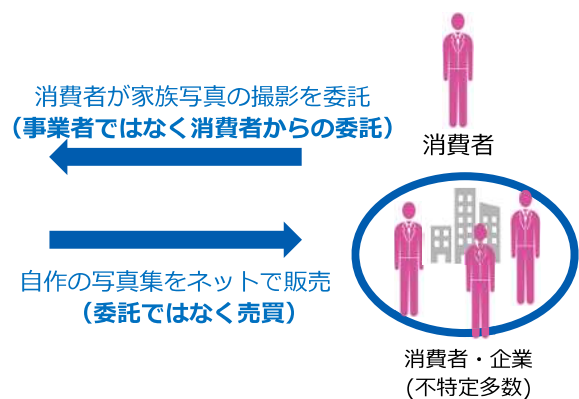 消費者が家族写真の撮影を委託
（事業者ではなく消費者からの委託）
消費者
自作の写真集をネットで販売
（委託ではなく売買）
消費者・企業
(不特定多数)